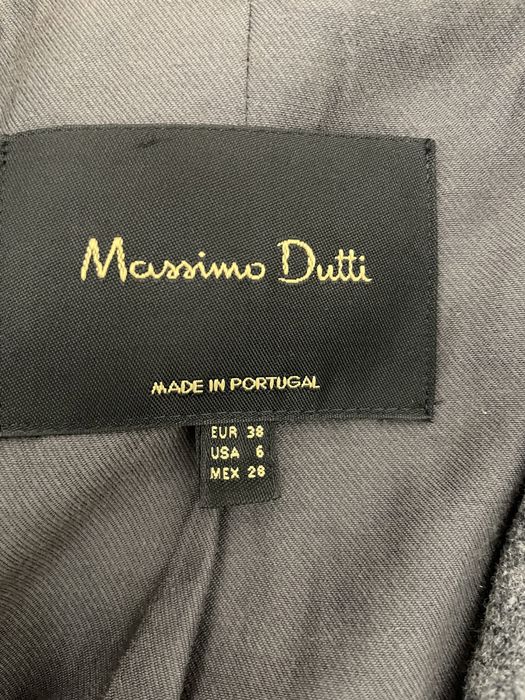 Massimo Dutti
MADE IN PORTUGAL
EUR 38
USA 6
MEX 28